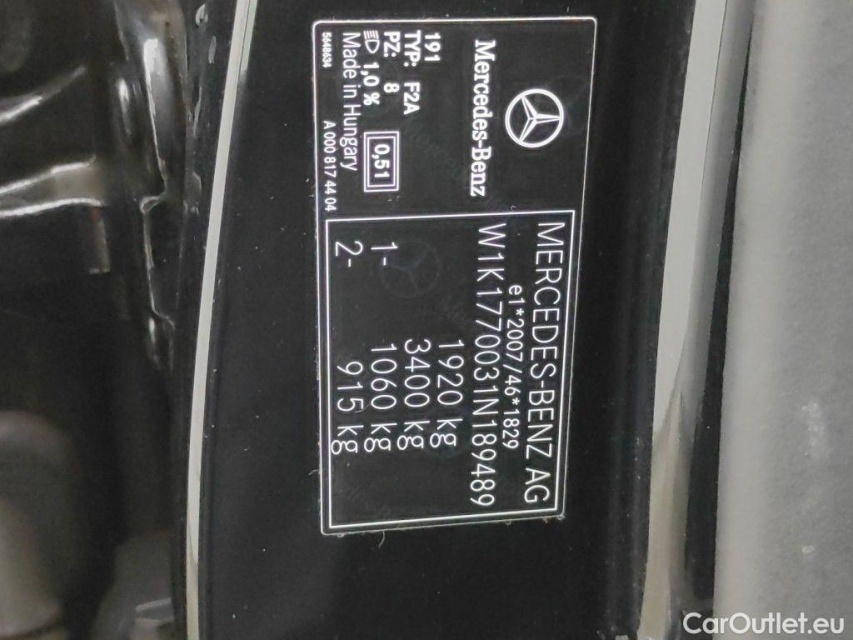 Mercedes-Benz
191
TYP: F2A
PZ: 8
1,0 %
0,51
Made in Hungary
5648634
A 000 817 44 04
MERCEDES-BENZ AG
e1*2007/46*1829
W1K1770031N189489
1920 kg
3400 kg
1- 1060 kg
2- 915 kg
CarOutlet.eu